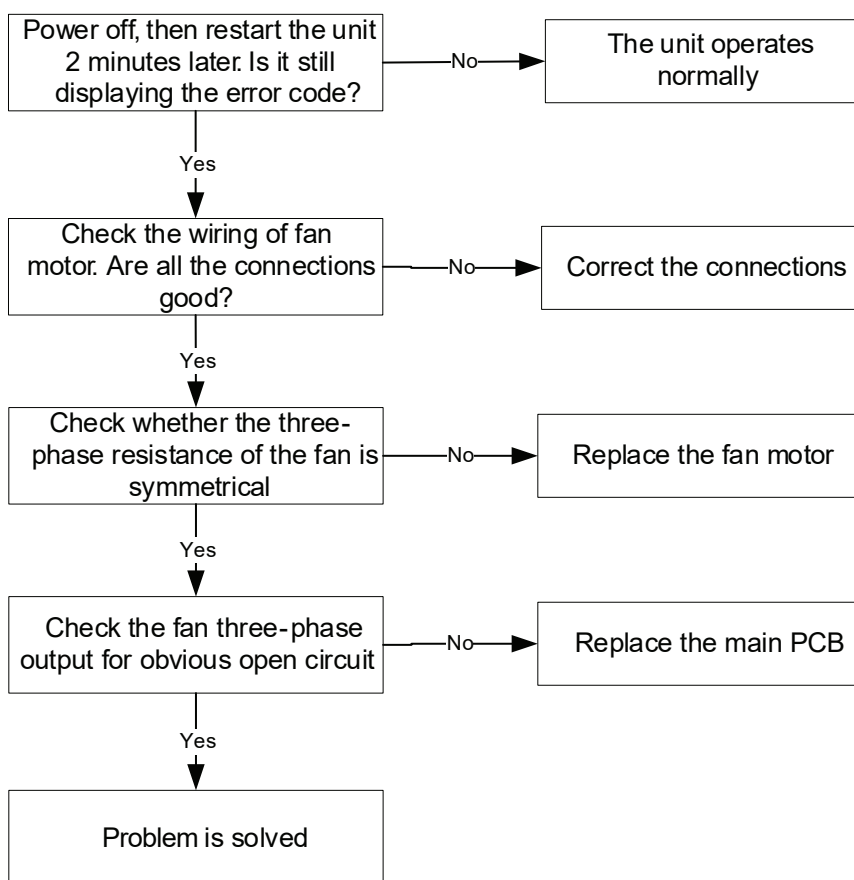 Power off, then restart the unit
2 minutes later. Is it still
displaying the error code?
No
The unit operates
normally
Yes
Check the wiring of fan
motor. Are all the connections
good?
No
Correct the connections
Yes
Check whether the three-
phase resistance of the fan is
symmetrical
No
Replace the fan motor
Yes
Check the fan three-phase
output for obvious open circuit
No
Replace the main PCB
Yes
Problem is solved